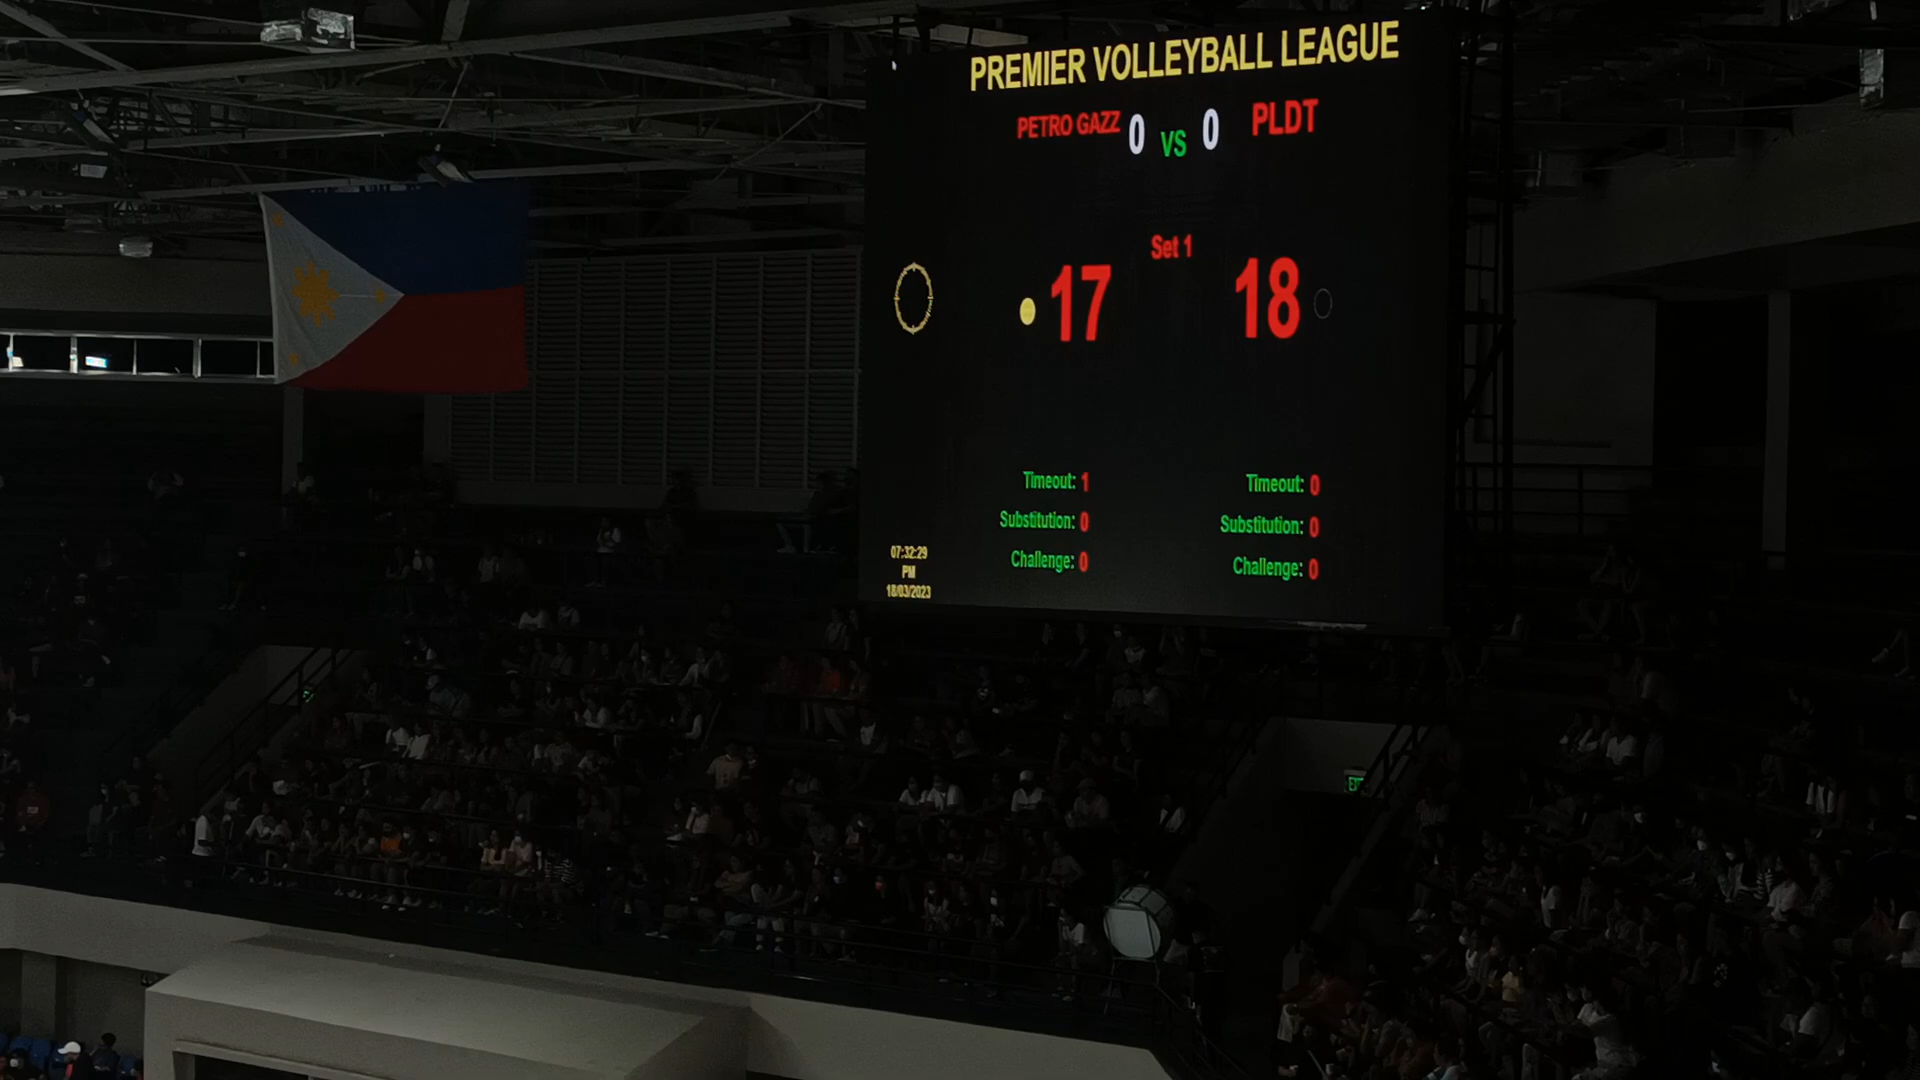 PREMIER VOLLEYBALL LEAGUE
PETRO GAZZ 0 VS 0 PLDT
Set 1
17 18
Timeout: 1 Timeout: 0
Substitution: 0 Substitution: 0
Challenge: 0 Challenge: 0
07:32:29
PM
18/03/2023
EXIT